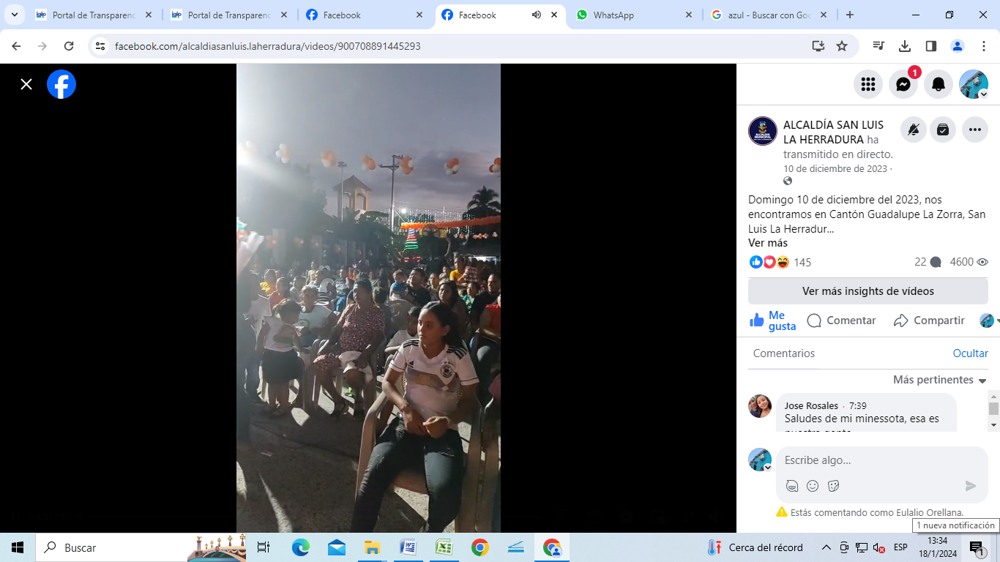 Portal de Transparenc
Portal de Transparenc
Facebook
Facebook
WhatsApp
azul - Buscar con Goo
facebook.com/alcaldiasanluis.laherradura/videos/900708891445293
1
ALCALDÍA SAN LUIS
LA HERRADURA ha
transmitido en directo.
10 de diciembre de 2023 ·
Domingo 10 de diciembre del 2023, nos
encontramos en Cantón Guadalupe La Zorra, San
Luis La Herradur...
Ver más
145
22
4600
Ver más insights de vídeos
Me
gusta
Comentar
Compartir
Comentarios
Ocultar
Más pertinentes
Jose Rosales · 7:39
Saludes de mi minessota, esa es
Escribe algo...
Estás comentando como Eulalio Orellana.
1 nueva notificación
Buscar
Cerca del récord
ESP
13:34
18/1/2024
1